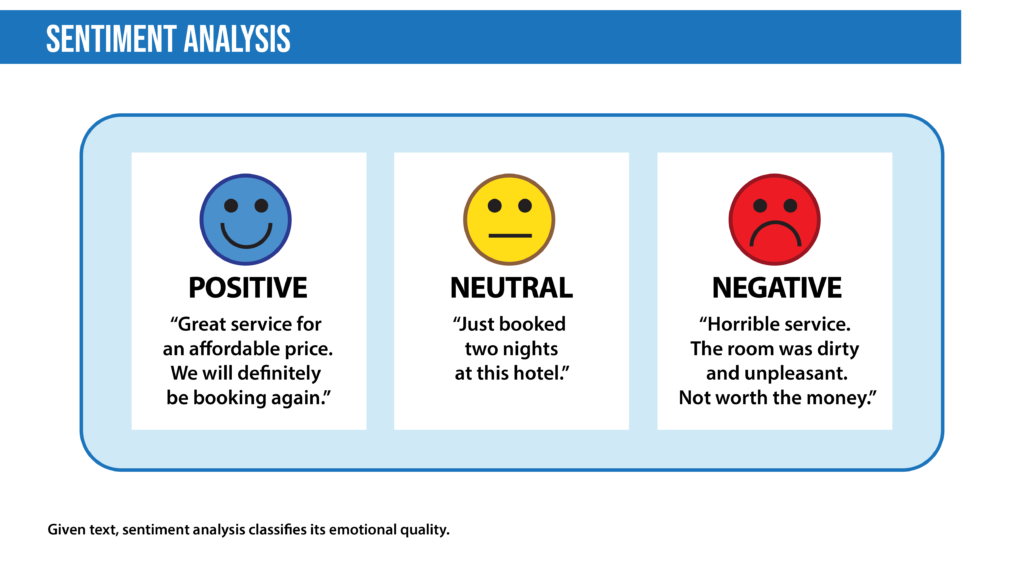 SENTIMENT ANALYSIS
POSITIVE
“Great service for
an affordable price.
We will definitely
be booking again.”
NEUTRAL
“Just booked
two nights
at this hotel.”
NEGATIVE
“Horrible service.
The room was dirty
and unpleasant.
Not worth the money.”
Given text, sentiment analysis classifies its emotional quality.